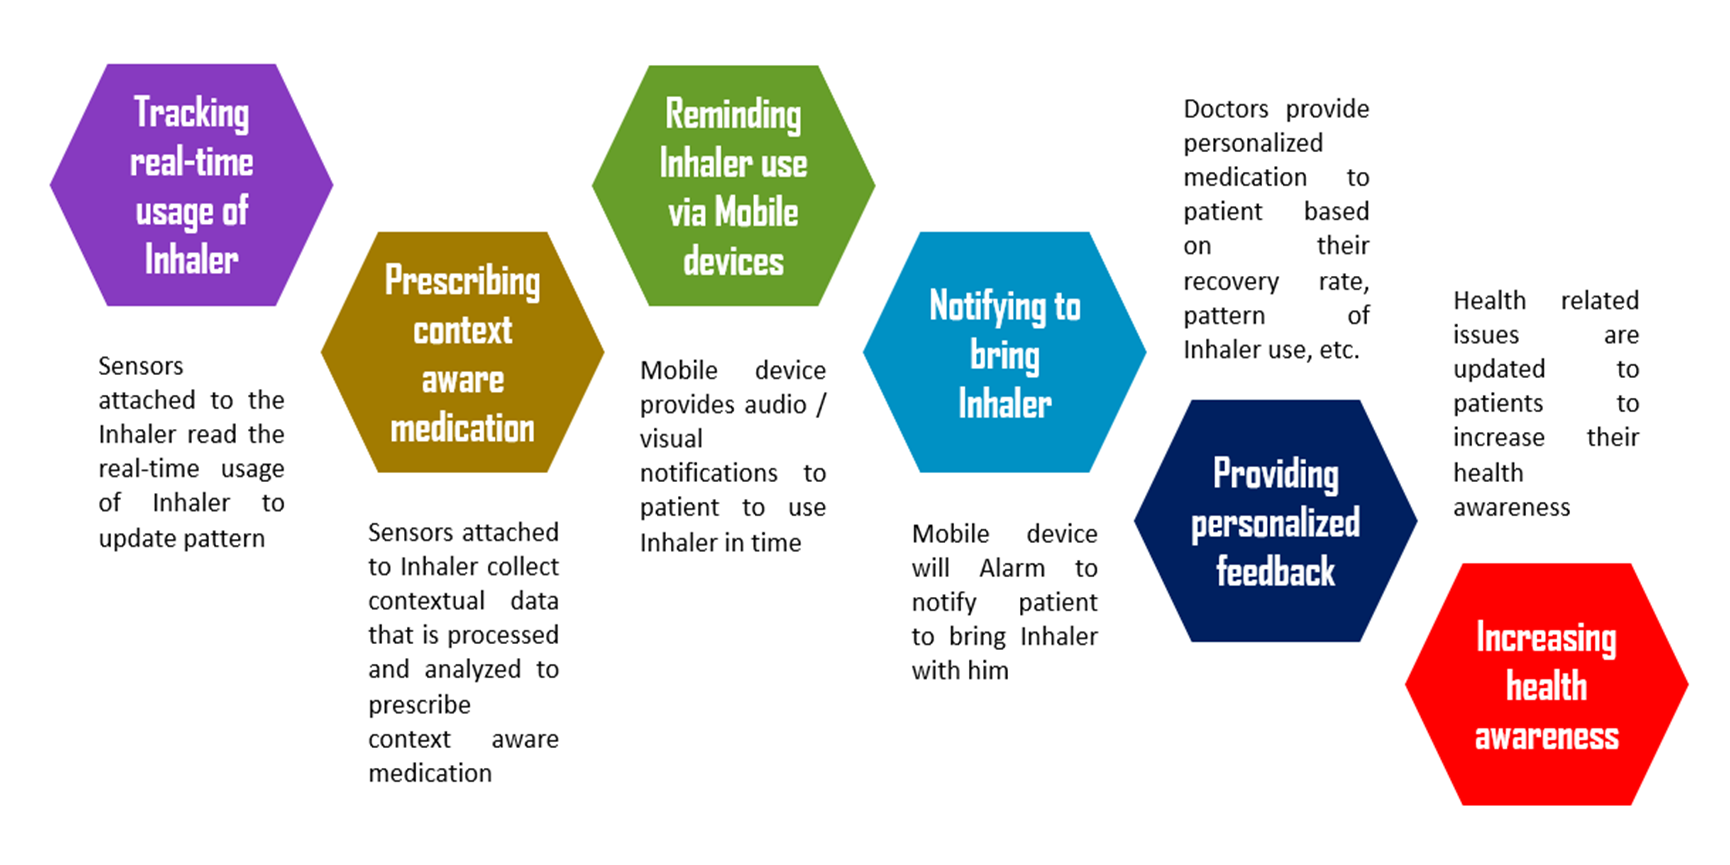 Tracking
real-time
usage of
Inhaler
Sensors
attached to the
Inhaler read the
real-time usage
of Inhaler to
update pattern
Prescribing
context
aware
medication
Sensors attached
to Inhaler collect
contextual data
that is processed
and analyzed to
prescribe
context aware
medication
Reminding
Inhaler use
via Mobile
devices
Mobile device
provides audio /
visual
notifications to
patient to use
Inhaler in time
Notifying to
bring
Inhaler
Mobile device
will Alarm to
notify patient
to bring Inhaler
with him
Doctors provide
personalized
medication to
patient based
on their
recovery rate,
pattern of
Inhaler use, etc.
Providing
personalized
feedback
Health related
issues are
updated to
patients to
increase their
health
awareness
Increasing
health
awareness